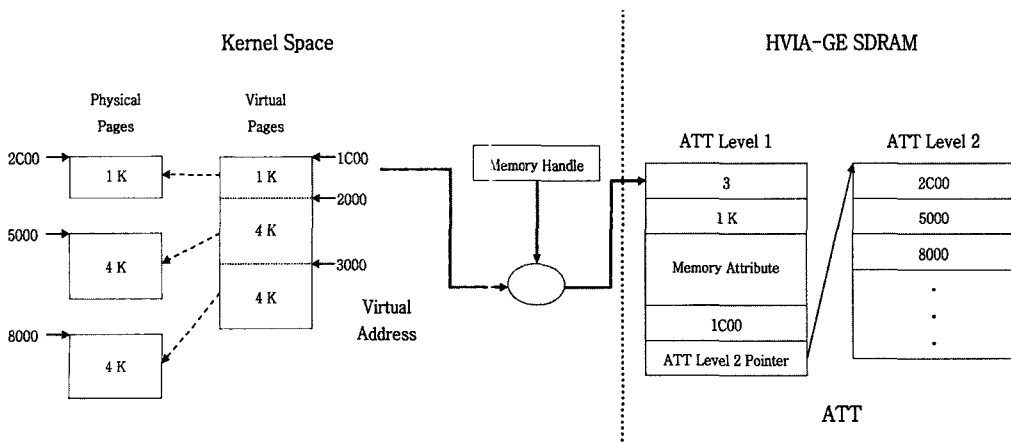 Kernel Space
HVIA-GE SDRAM
Physical
Pages
Virtual
Pages
2C00
1 K
1 K
1C00
2000
5000
4 K
4 K
3000
4 K
8000
4 K
Virtual
Address
Memory Handle
ATT Level 1
3
1 K
Memory Attribute
1C00
ATT Level 2 Pointer
ATT Level 2
2C00
5000
8000
.
.
.
ATT